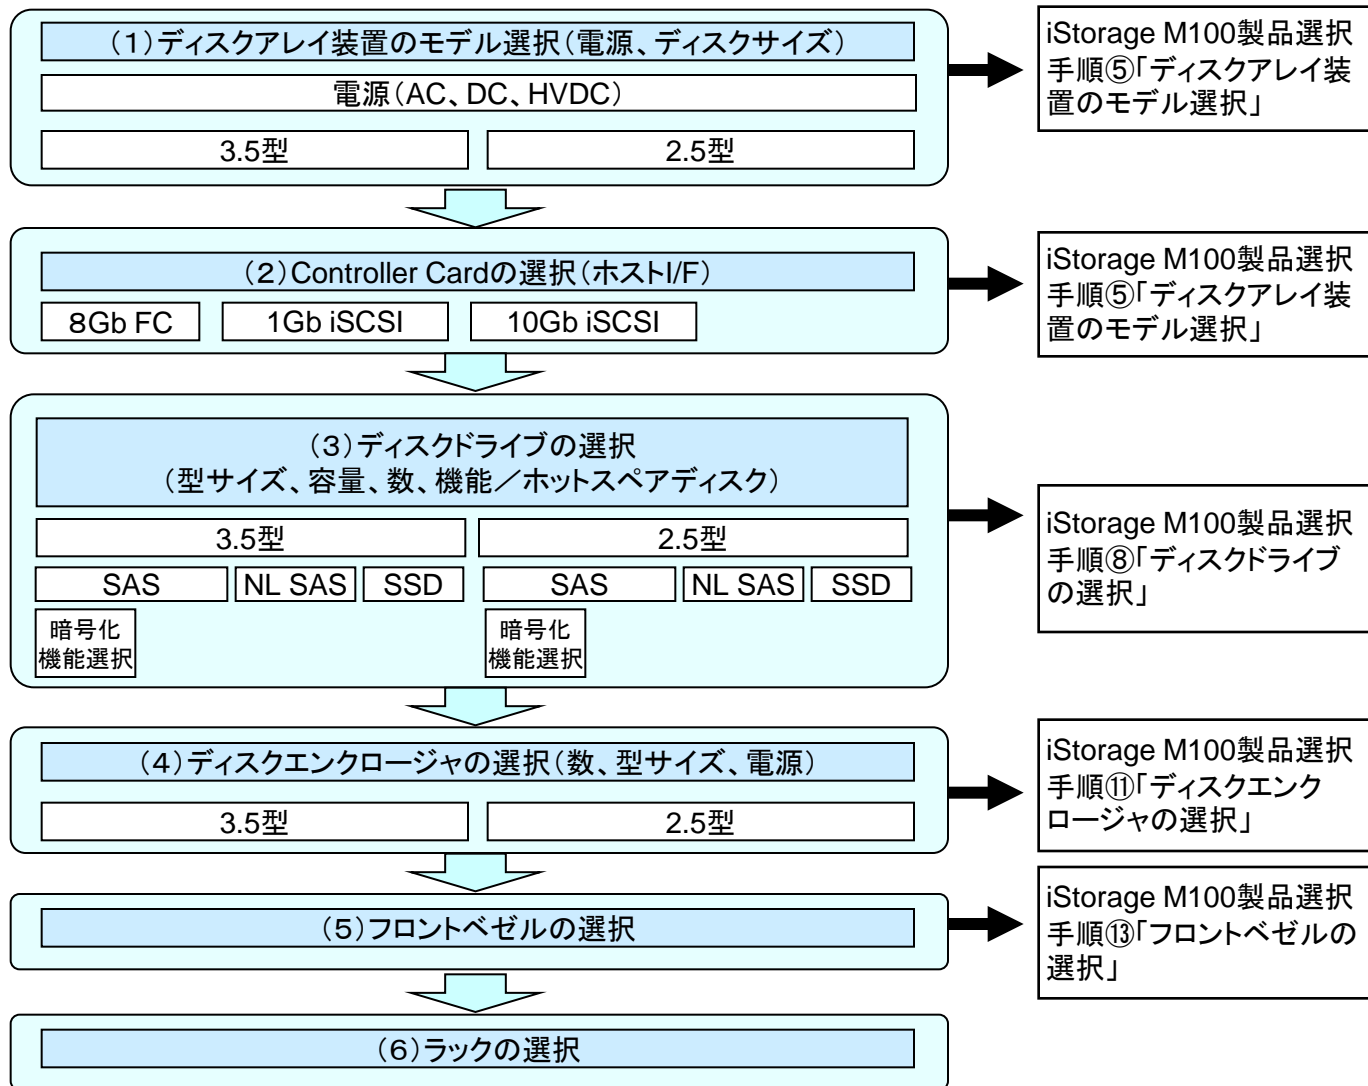 （１）ディスクアレイ装置のモデル選択（電源、ディスクサイズ）
電源（AC、DC、HVDC）
3.5型
2.5型
iStorage M100製品選択
手順⑤「ディスクアレイ装
置のモデル選択」
（２）Controller Cardの選択（ホストI/F）
８Gb FC
1Gb iSCSI
10Gb iSCSI
iStorage M100製品選択
手順⑤「ディスクアレイ装
置のモデル選択」
（３）ディスクドライブの選択
（型サイズ、容量、数、機能／ホットスペアディスク）
3.5型
2.5型
SAS
NL SAS
SSD
SAS
NL SAS
SSD
暗号化
機能選択
暗号化
機能選択
iStorage M100製品選択
手順⑧「ディスクドライブ
の選択」
（４）ディスクエンクロージャの選択（数、型サイズ、電源）
3.5型
2.5型
iStorage M100製品選択
手順⑪「ディスクエンク
ロージャの選択」
（５）フロントベゼルの選択
iStorage M100製品選択
手順⑬「フロントベゼルの
選択」
（６）ラックの選択